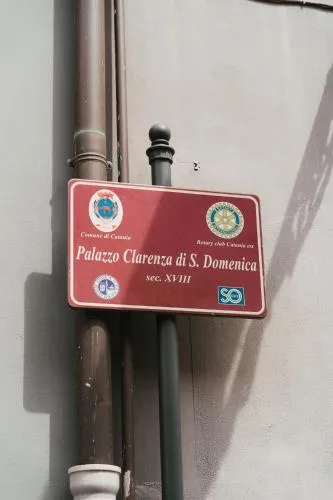 Comune di Catania
Rotary club Catania est
Palazzo Clarenza di S. Domenica
sec. XVIII